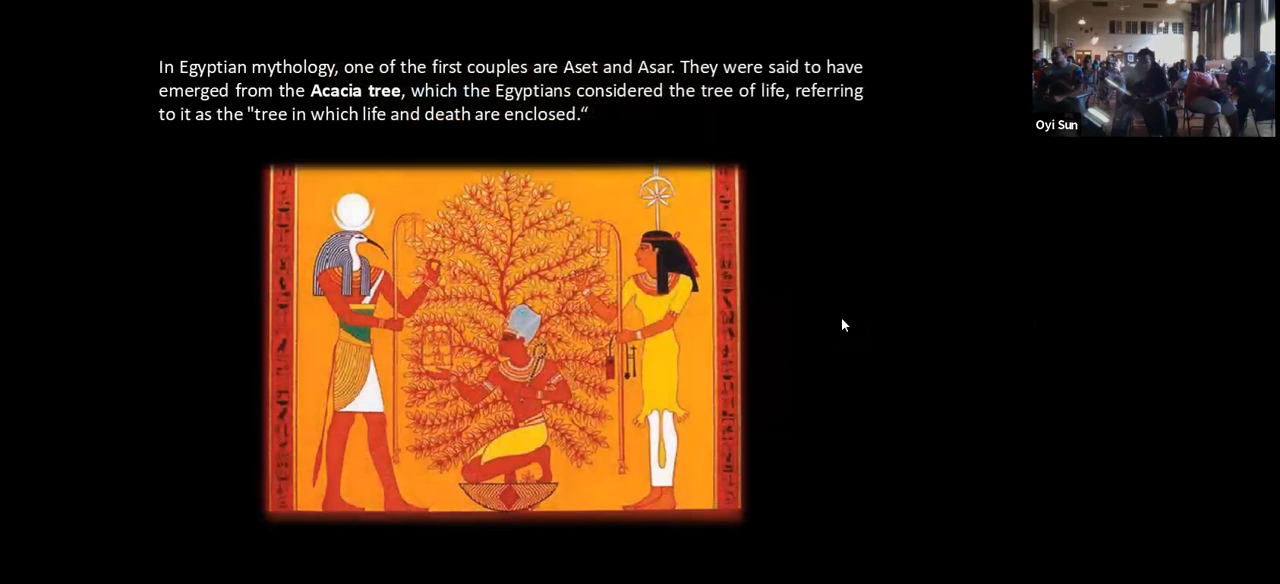 In Egyptian mythology, one of the first couples are Aset and Asar. They were said to have
emerged from the Acacia tree, which the Egyptians considered the tree of life, referring
to it as the "tree in which life and death are enclosed.“
Oyi Sun